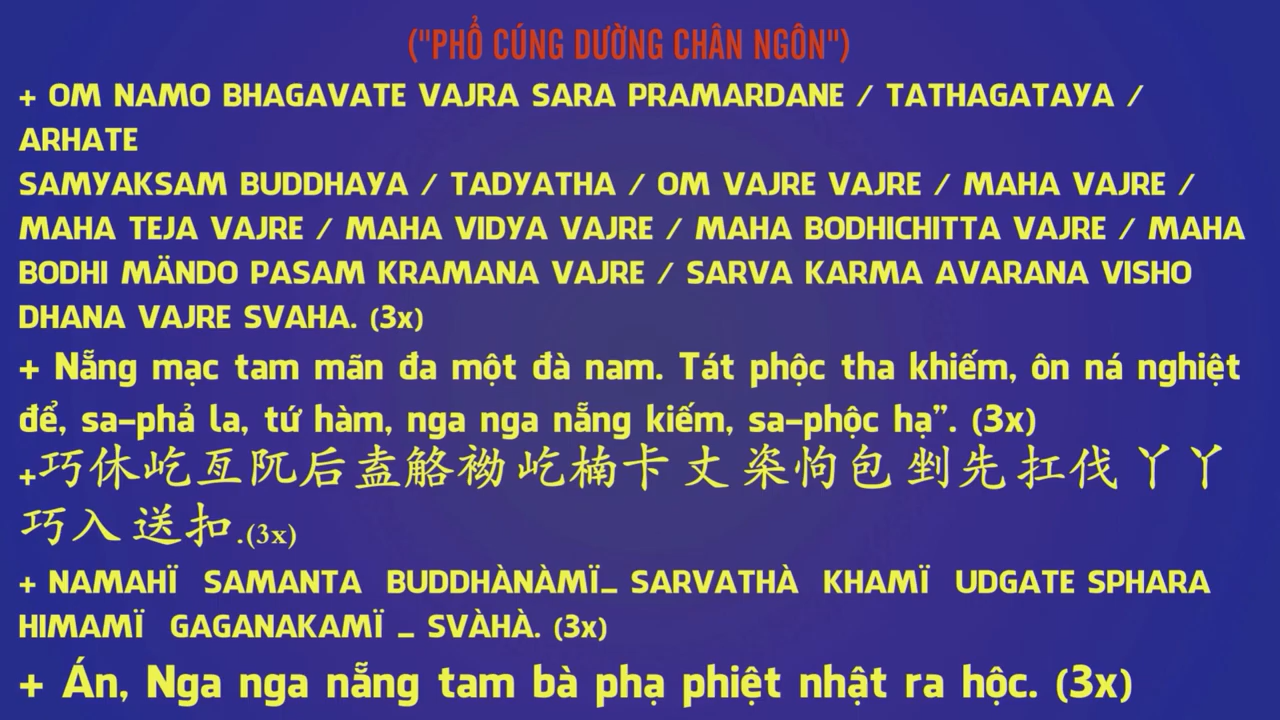 ("PHỔ CÚNG DƯỜNG CHÂN NGÔN")
+ OM NAMO BHAGAVATE VAJRA SARA PRAMARDANE / TATHAGATAYA /
ARHATE
SAMYAKSAM BUDDHAYA / TADYATHA / OM VAJRE VAJRE / MAHA VAJRE /
MAHA TEJA VAJRE / MAHA VIDYA VAJRE / MAHA BODHICHITTA VAJRE / MAHA
BODHI MÄNDO PASAM KRAMANA VAJRE / SARVA KARMA AVARANA VISHO
DHANA VAJRE SVAHA. (3x)
+ Nẵng mạc tam mãn đa một đà nam. Tát phộc tha khiếm, ôn ná nghiệt
để, sa-phả la, tứ hàm, nga nga nẵng kiếm, sa-phộc hạ”. (3x)
+巧休屹亙阢后盍觡裑屹楠卡丈桼恦包剉先扛伐丫丫
巧入送扣.(3x)
+ NAMAHÏ SAMANTA BUDDHÀNÀMÏ_ SARVATHÀ KHAMÏ UDGATE SPHARA
HIMAMÏ GAGANAKAMÏ _ SVÀHÀ. (3x)
+ Án, Nga nga nẵng tam bà phạ phiệt nhật ra hộc. (3x)